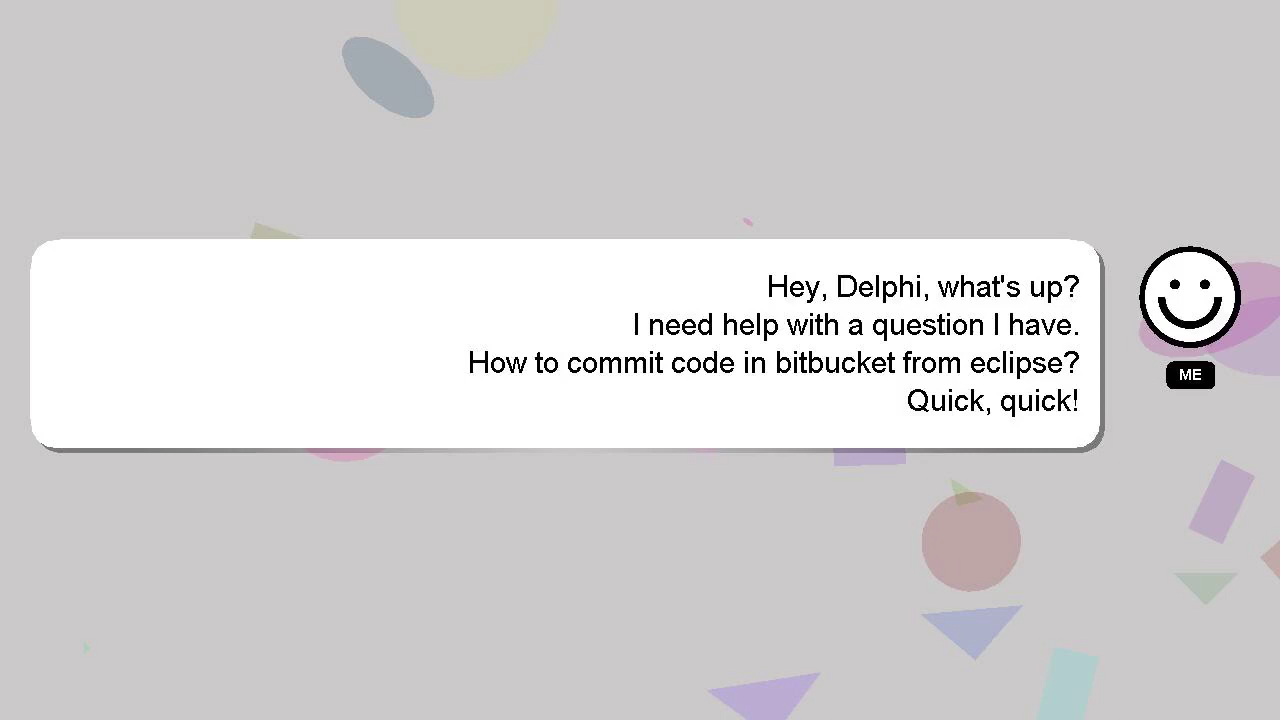 Hey, Delphi, what's up?
I need help with a question I have.
How to commit code in bitbucket from eclipse?
Quick, quick!
ME